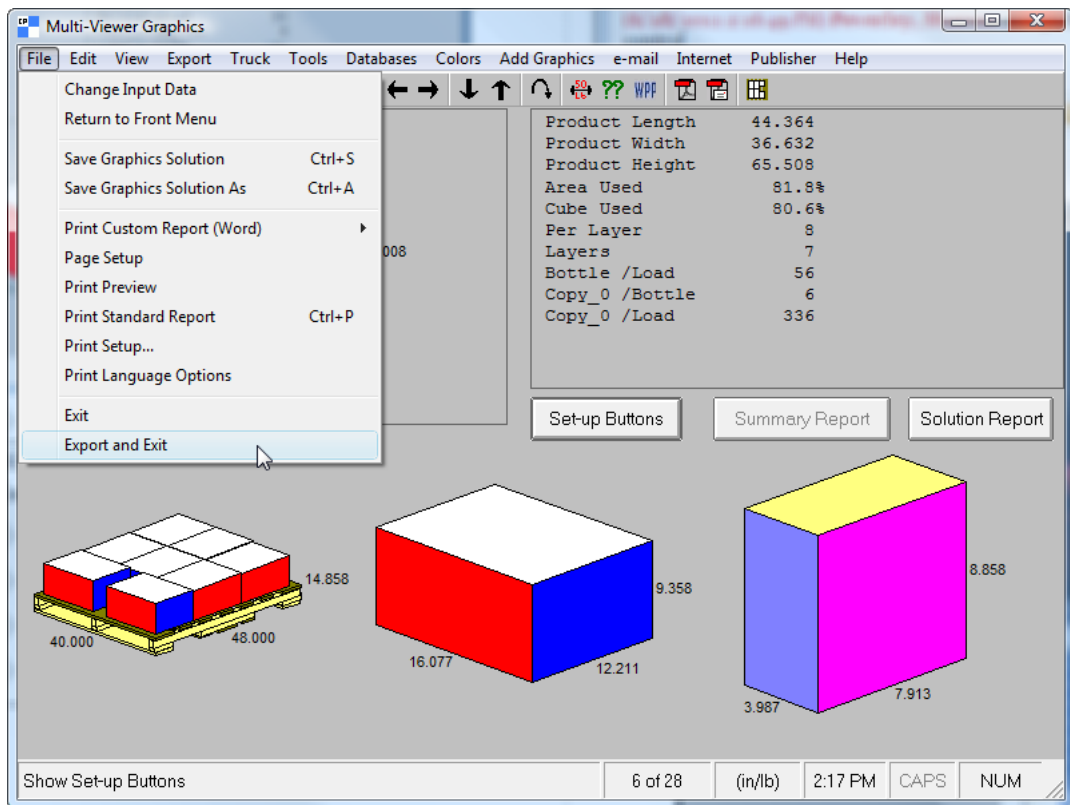 CP
Multi-Viewer Graphics
File Edit View Export Truck Tools Databases Colors Add Graphics e-mail Internet Publisher Help
50 Lb ?? WPP
Change Input Data
Return to Front Menu
Save Graphics Solution Ctrl+S
Save Graphics Solution As Ctrl+A
Print Custom Report (Word)
Page Setup
Print Preview
Print Standard Report Ctrl+P
Print Setup...
Print Language Options
Exit
Export and Exit
008
Product Length 44.364
Product Width 36.632
Product Height 65.508
Area Used 81.8%
Cube Used 80.6%
Per Layer 8
Layers 7
Bottle /Load 56
Copy_0 /Bottle 6
Copy_0 /Load 336
Set-up Buttons Summary Report Solution Report
14.858
40.000
48.000
9.358
16.077
12.211
8.858
7.913
3.987
Show Set-up Buttons 6 of 28 (in/lb) 2:17 PM CAPS NUM